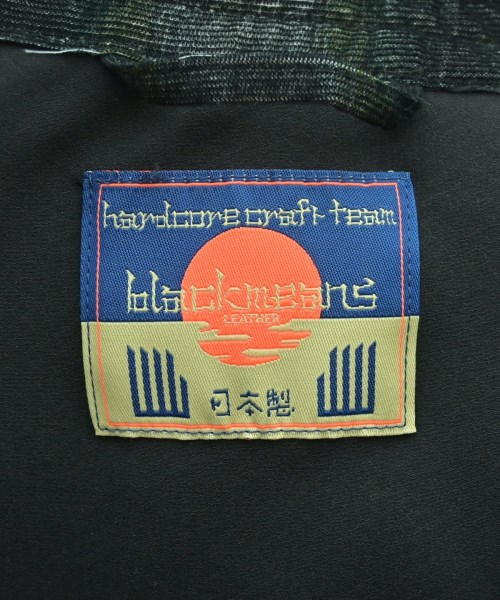 hardcore craft team
blackmeans
LEATHER
日本製